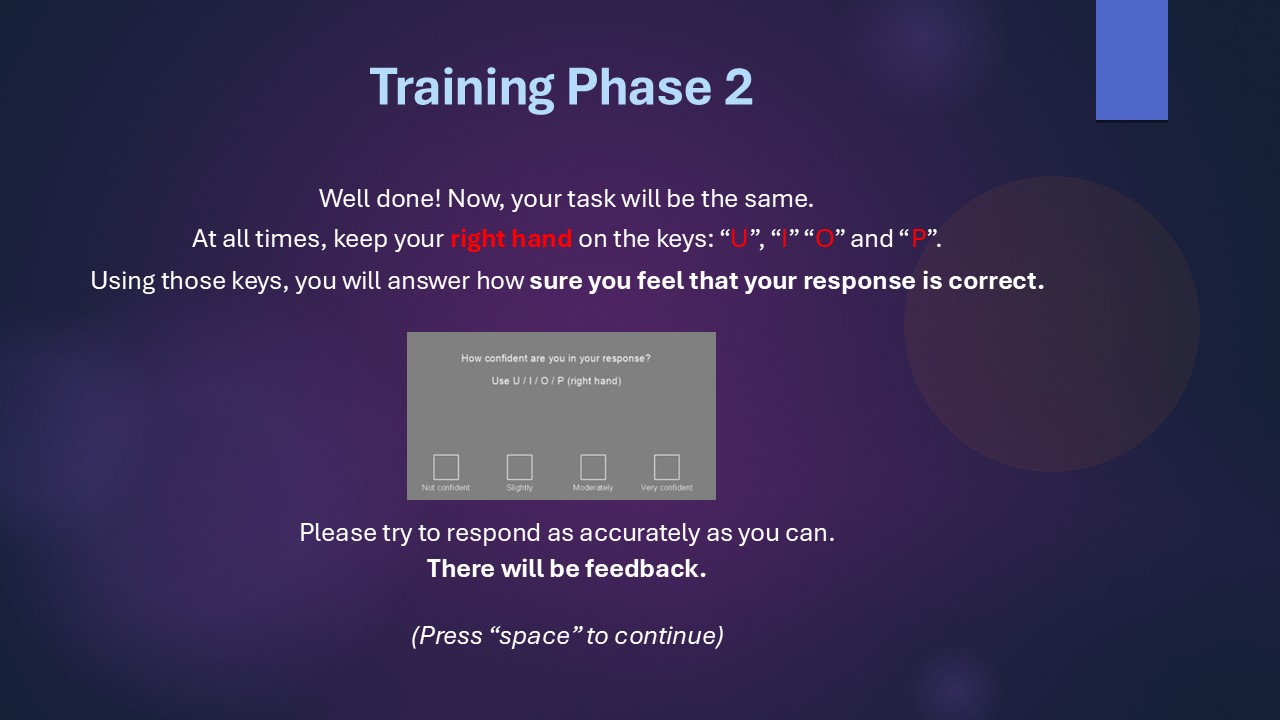 Training Phase 2
Well done! Now, your task will be the same.
At all times, keep your right hand on the keys: “U”, “I” “O” and “P”.
Using those keys, you will answer how sure you feel that your response is correct.
How confident are you in your response?
Use U / I / O / P (right hand)
Not confident Slightly Moderately Very confident
Please try to respond as accurately as you can.
There will be feedback.
(Press “space” to continue)